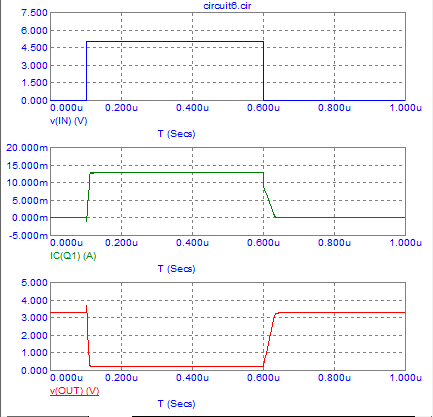 circuit6.cir
7.500
6.000
4.500
3.000
1.500
0.000
0.000u 0.200u 0.400u 0.600u 0.800u 1.000u
v(IN) (V)
T (Secs)
20.000m
15.000m
10.000m
5.000m
0.000m
-5.000m
0.000u 0.200u 0.400u 0.600u 0.800u 1.000u
IC(Q1) (A)
T (Secs)
5.000
4.000
3.000
2.000
1.000
0.000
0.000u 0.200u 0.400u 0.600u 0.800u 1.000u
v(OUT) (V)
T (Secs)